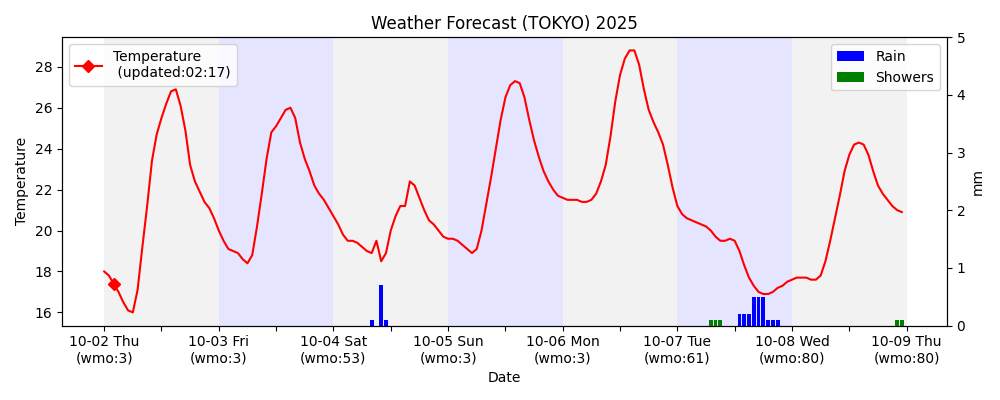 Weather Forecast (TOKYO) 2025
Temperature
(updated:02:17)
Rain
Showers
Temperature
28
26
24
22
20
18
16
5
4
3
2
1
0
mm
10-02 Thu
(wmo:3)
10-03 Fri
(wmo:3)
10-04 Sat
(wmo:53)
10-05 Sun
(wmo:3)
10-06 Mon
(wmo:3)
10-07 Tue
(wmo:61)
10-08 Wed
(wmo:80)
10-09 Thu
(wmo:80)
Date